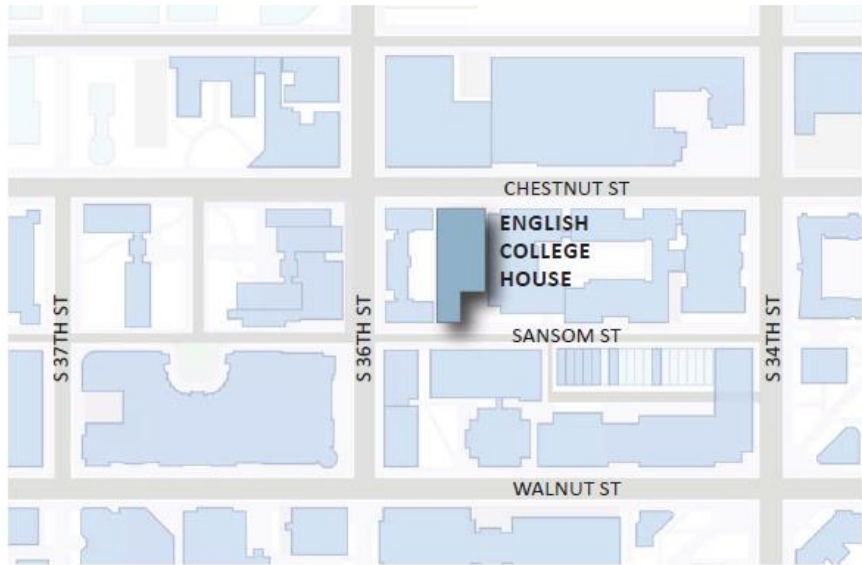 CHESTNUT ST
ENGLISH
COLLEGE
HOUSE
S 37TH ST
S 36TH ST
SANSOM ST
S 34TH ST
WALNUT ST